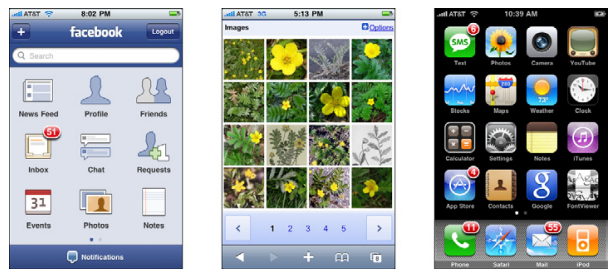 AT&T 8:02 PM
facebook Logout
Search
News Feed Profile Friends
51
Inbox Chat Requests
31
Events Photos Notes
Notifications
AT&T 3G 5:13 PM
Images Options
1 2 3 4 5
AT&T 10:39 AM
SMS 6
Text Photos Camera YouTube
280
73°
Stocks Maps Weather Clock
Calculator Settings Notes iTunes
4
8
App Store Contacts Google FontViewer
11 55
Phone Safari Mail iPod